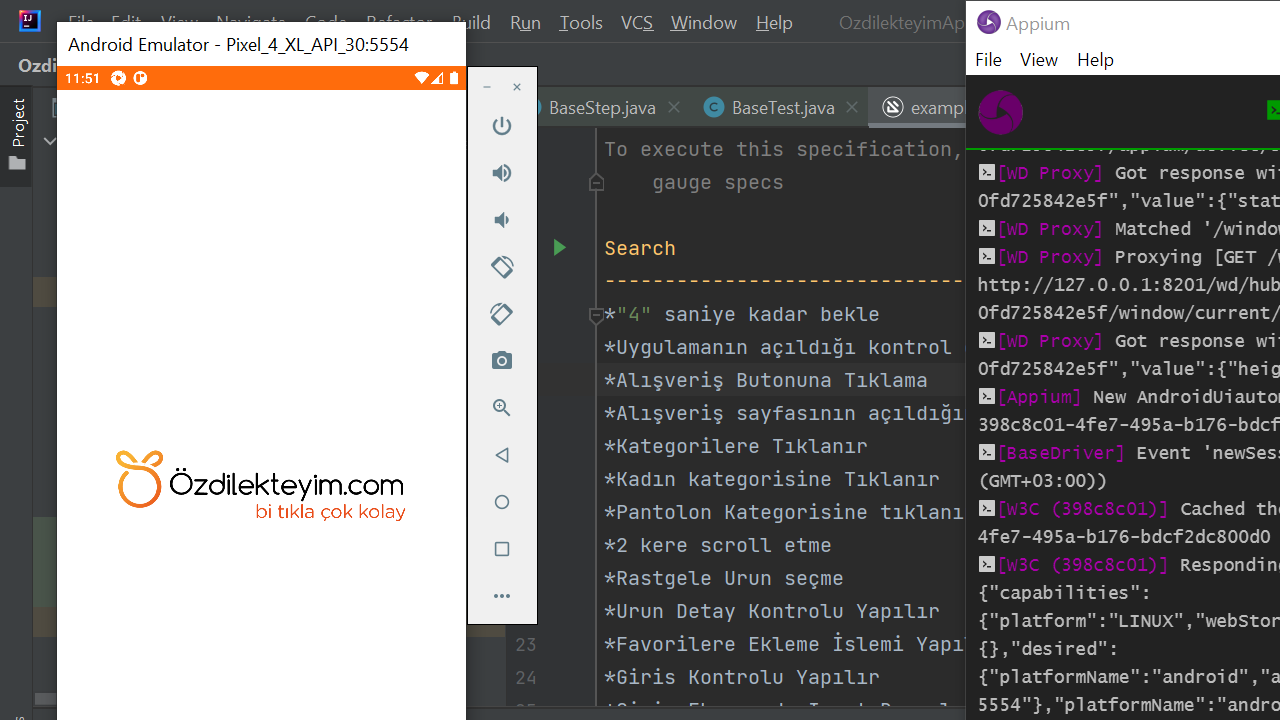 File Edit View Navigate Code Refactor Build Run Tools VCS Window Help OzdilekteyimAp
Android Emulator - Pixel_4_XL_API_30:5554
11:51
Özdilekteyim.com
bi tıkla çok kolay
Ozdi
Project
BaseStep.java
BaseTest.java
examp
To execute this specification,
gauge specs
Search
--------------------------------
*"4" saniye kadar bekle
*Uygulamanın açıldığı kontrol
*Alışveriş Butonuna Tıklama
*Alışveriş sayfasının açıldığı
*Kategorilere Tıklanır
*Kadın kategorisine Tıklanır
*Pantolon Kategorisine tıklanı
*2 kere scroll etme
*Rastgele Urun seçme
*Urun Detay Kontrolu Yapılır
23
*Favorilere Ekleme İslemi Yapıl
24
*Giris Kontrolu Yapılır
Appium
File View Help
[WD Proxy] Got response wi
0fd725842e5f","value":{"stat
[WD Proxy] Matched '/window
[WD Proxy] Proxying [GET /w
http://127.0.0.1:8201/wd/hub
0fd725842e5f/window/current/
[WD Proxy] Got response wi
0fd725842e5f","value":{"heig
[Appium] New AndroidUiautom
398c8c01-4fe7-495a-b176-bdcf
[BaseDriver] Event 'newSess
(GMT+03:00))
[W3C (398c8c01)] Cached the
4fe7-495a-b176-bdcf2dc800d0
[W3C (398c8c01)] Responding
{"capabilities":
{"platform":"LINUX","webStor
{},"desired":
{"platformName":"android","a
5554"},"platformName":"andro